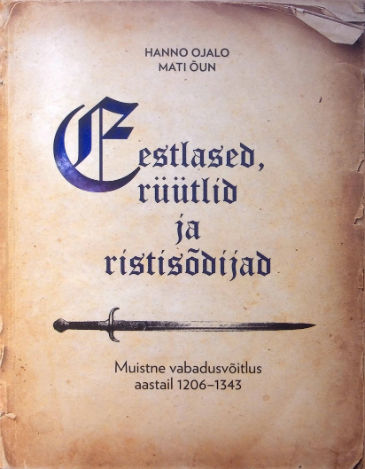 HANNO OJALO
MATI ÕUN
Eestlased,
rüütlid
ja
ristisõdijad
Muistne vabadusvõitlus
aastail 1206–1343